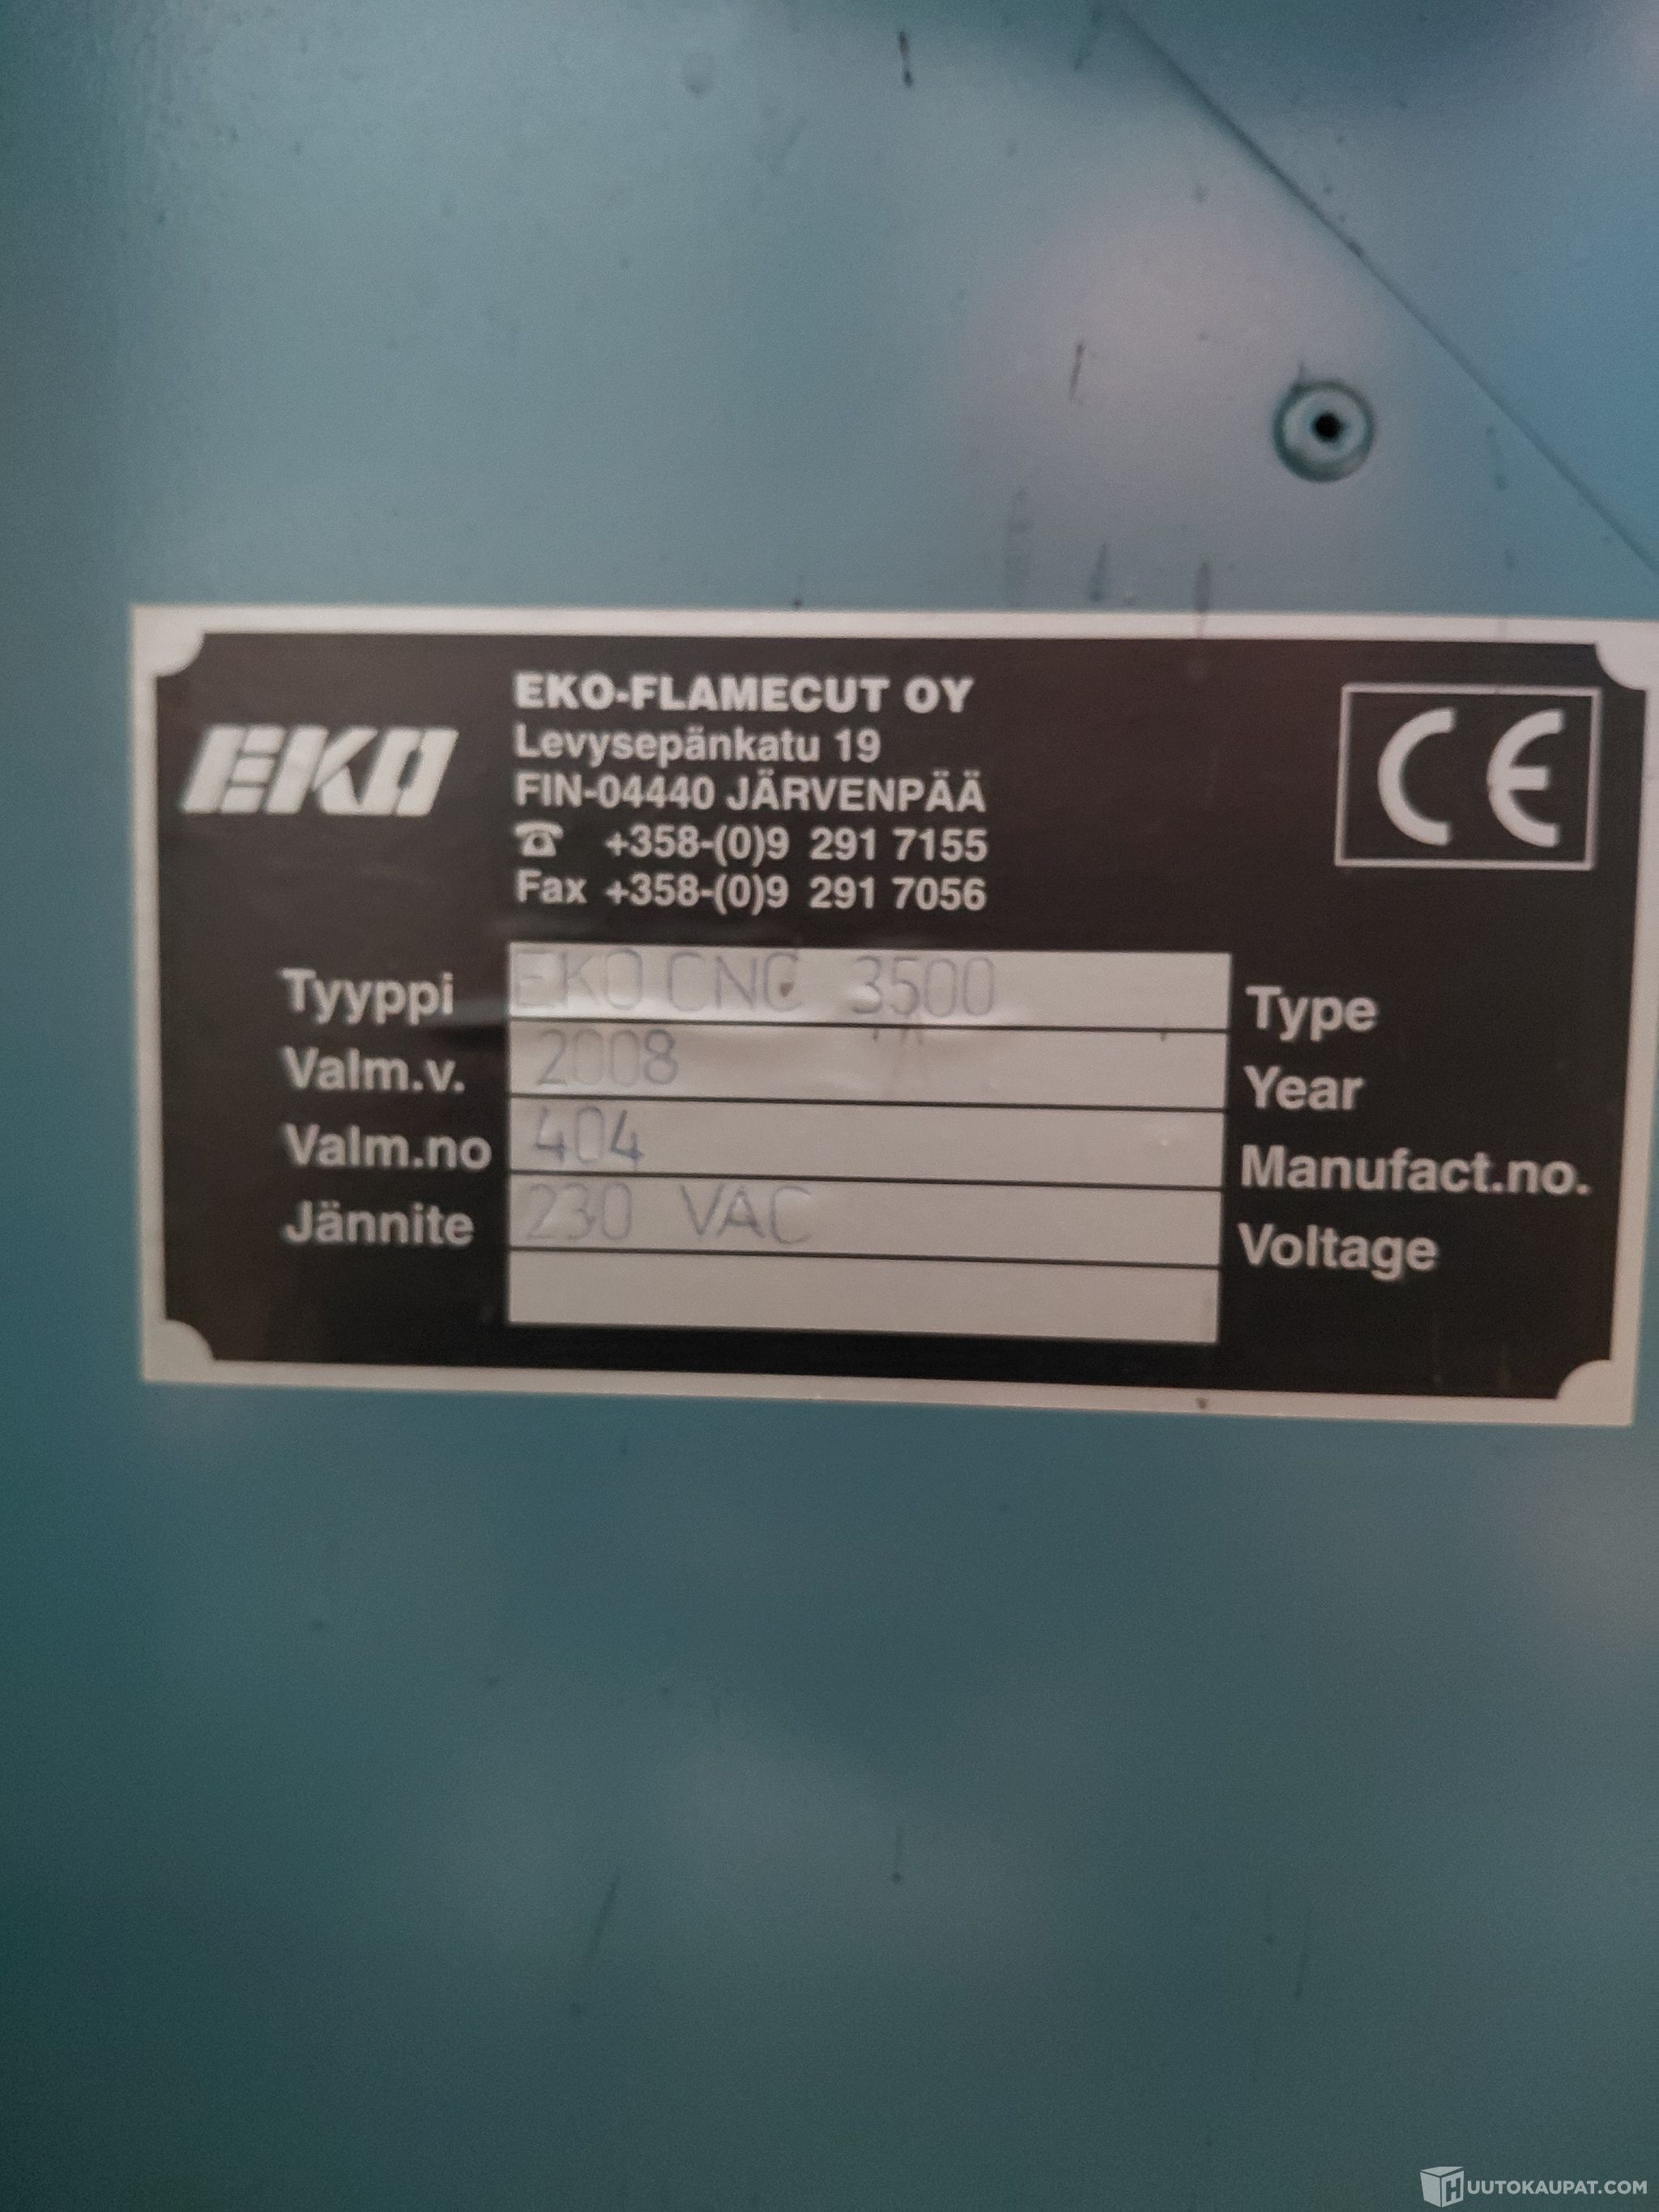 EKO
EKO-FLAMECUT OY
Levysepänkatu 19
FIN-04440 JÄRVENPÄÄ
☎ +358-(0)9 291 7155
Fax +358-(0)9 291 7056
CE
Tyyppi EKO CNC 3500 Type
Valm.v. 2008 Year
Valm.no 404 Manufact.no.
Jännite 230 VAC Voltage
HUUTOKAUPAT.COM